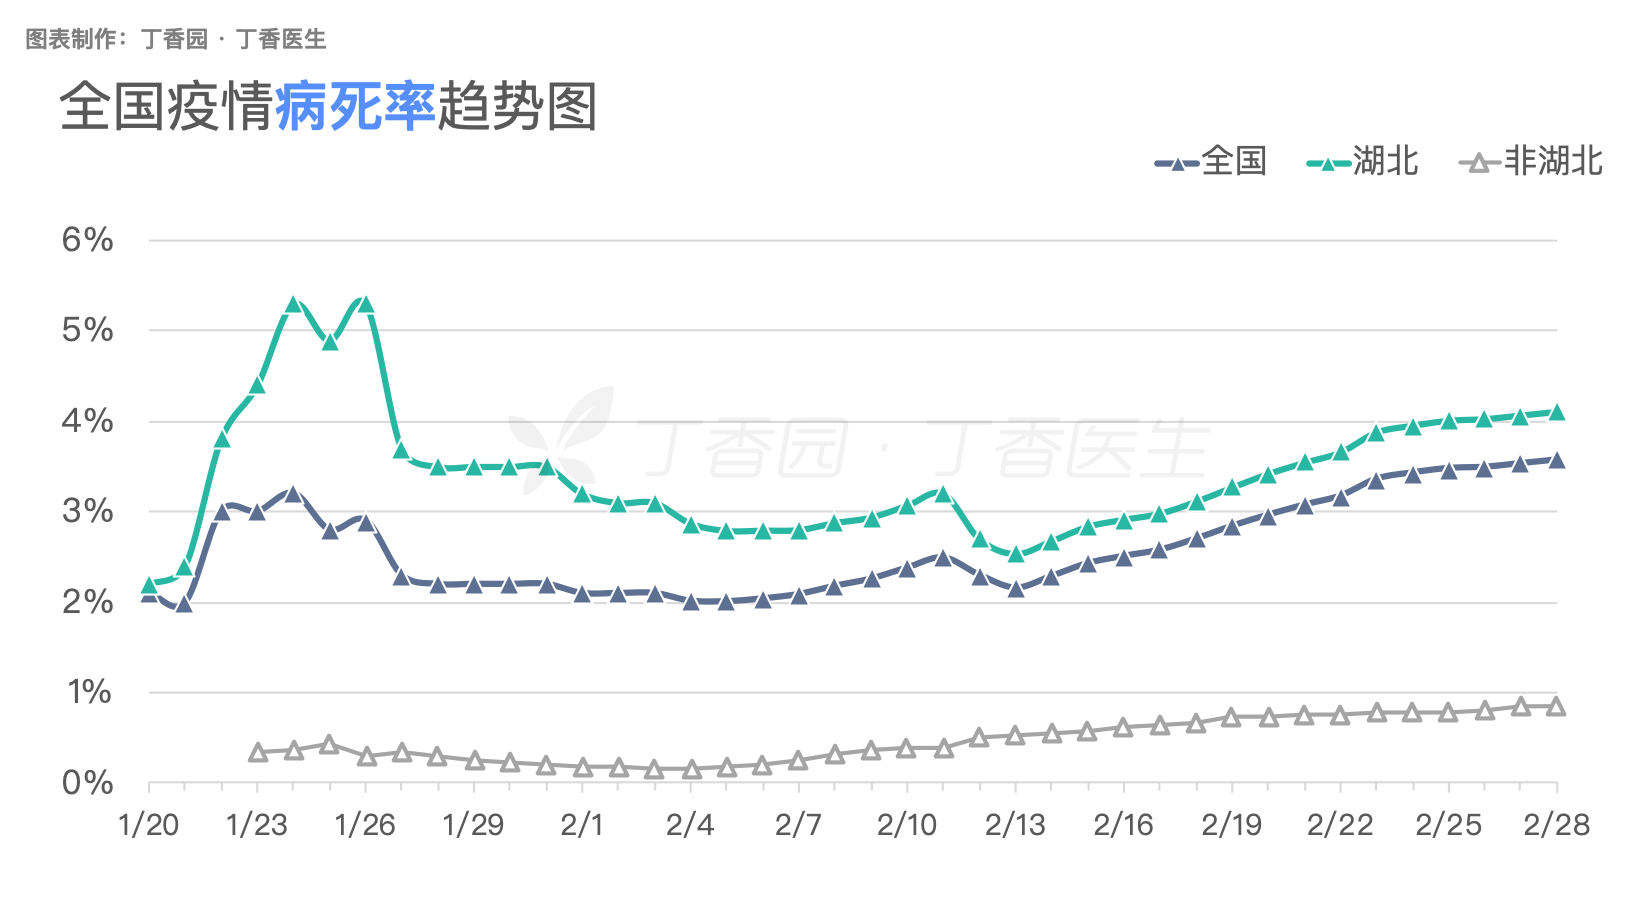 图表制作：丁香园 · 丁香医生
全国疫情病死率趋势图
全国 湖北 非湖北
6%
5%
4%
丁香园 · 丁香医生
3%
2%
1%
0%
1/20 1/23 1/26 1/29 2/1 2/4 2/7 2/10 2/13 2/16 2/19 2/22 2/25 2/28